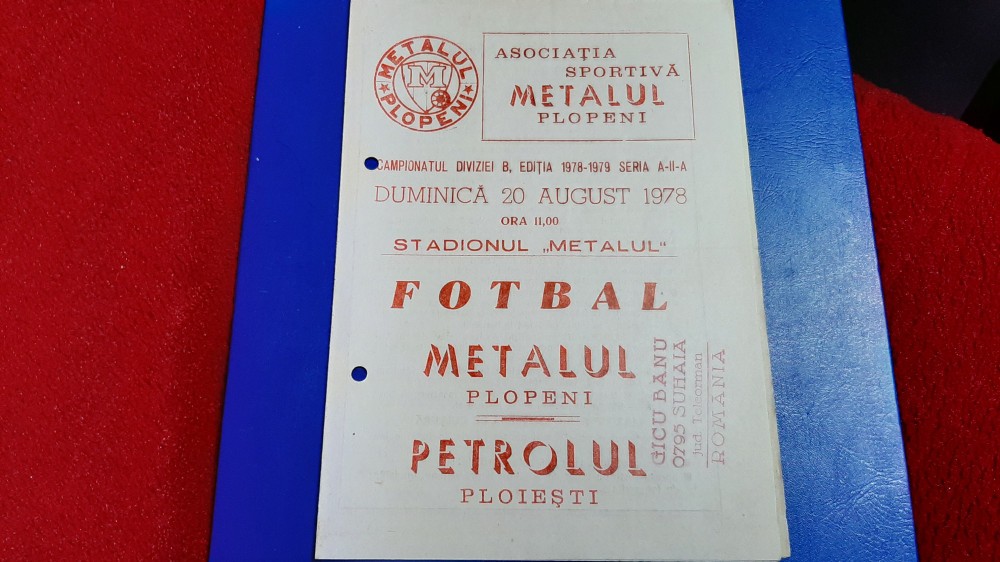 METALUL
PLOPENI
M
ASOCIAȚIA
SPORTIVĂ
METALUL
PLOPENI
CAMPIONATUL DIVIZIEI B, EDIȚIA 1978-1979 SERIA A-II-A
DUMINICĂ 20 AUGUST 1978
ORA 11,00
STADIONUL „METALUL“
FOTBAL
METALUL
PLOPENI
PETROLUL
PLOIEŞTI
GICU BANU
0795 SUHAIA
jud. Teleorman
ROMANIA